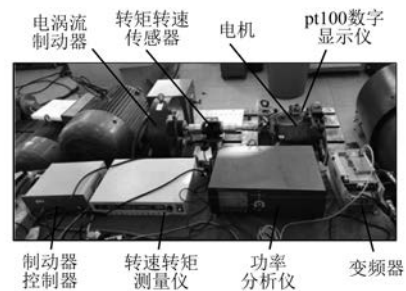 电涡流
制动器
转矩转速
传感器
电机
pt100数字
显示仪
制动器
控制器
转速转矩
测量仪
功率
分析仪
变频器